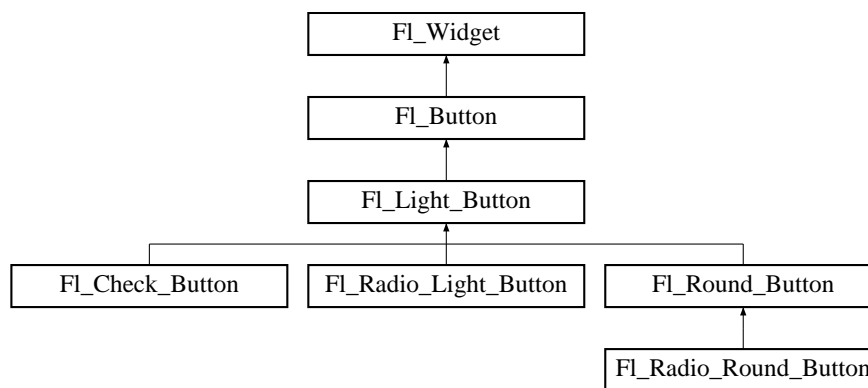 Fl_Widget
Fl_Button
Fl_Light_Button
Fl_Check_Button
Fl_Radio_Light_Button
Fl_Round_Button
Fl_Radio_Round_Button